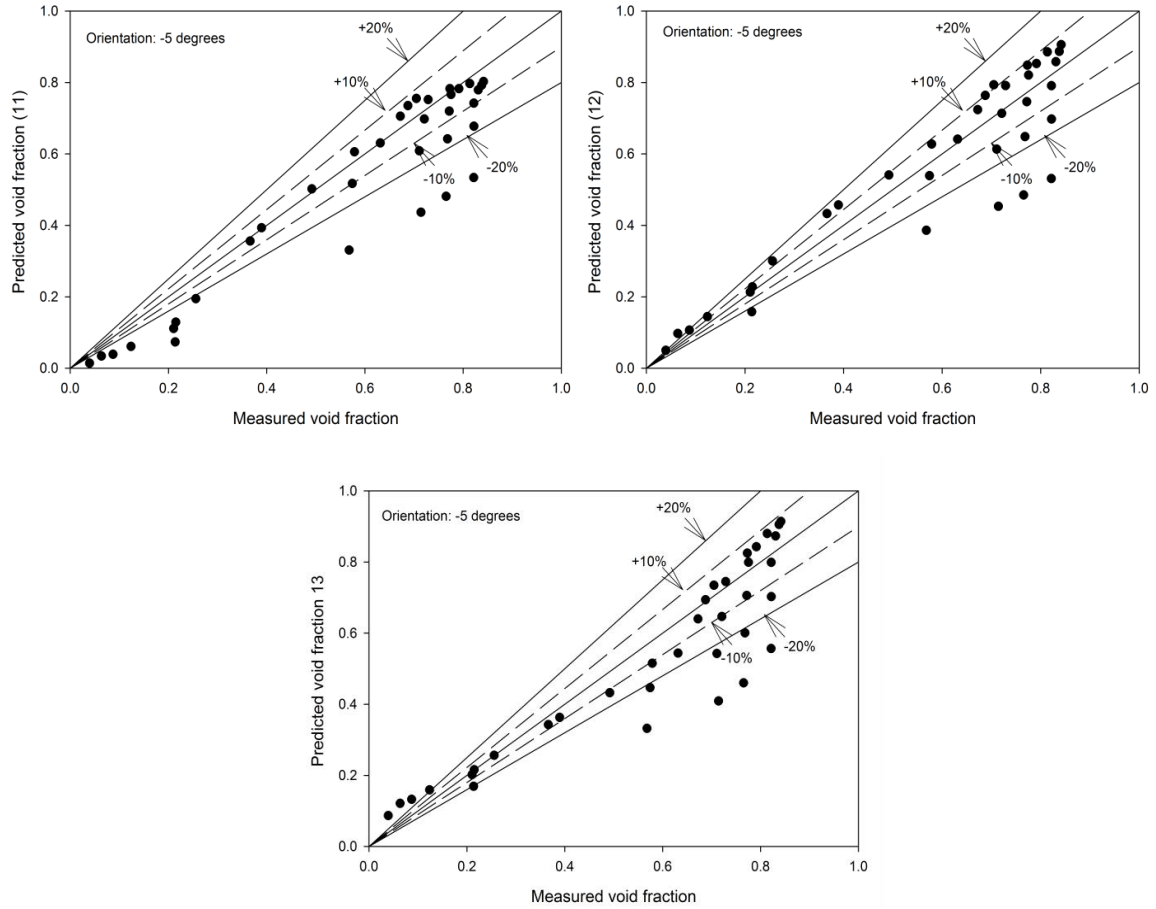 1.0
Orientation: -5 degrees
+20%
+10%
-10%
-20%
0.8
0.6
0.4
0.2
0.0
Predicted void fraction (11)
0.0 0.2 0.4 0.6 0.8 1.0
Measured void fraction
1.0
Orientation: -5 degrees
+20%
+10%
-10%
-20%
0.8
0.6
0.4
0.2
0.0
Predicted void fraction (12)
0.0 0.2 0.4 0.6 0.8 1.0
Measured void fraction
1.0
Orientation: -5 degrees
+20%
+10%
-10%
-20%
0.8
0.6
0.4
0.2
0.0
Predicted void fraction 13
0.0 0.2 0.4 0.6 0.8 1.0
Measured void fraction